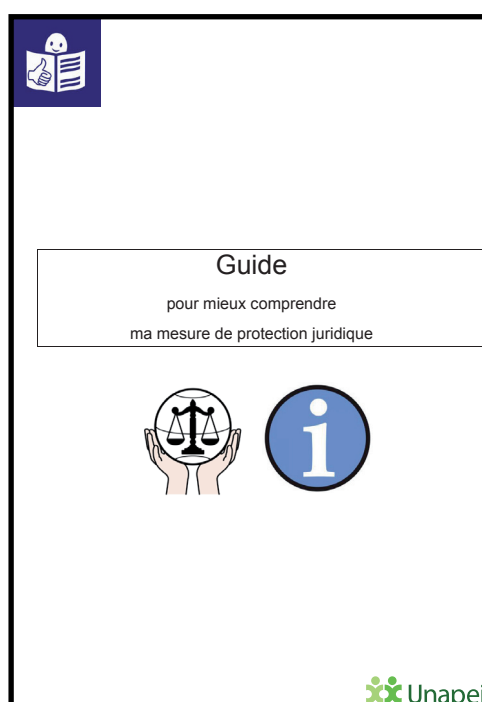 Guide
pour mieux comprendre
ma mesure de protection juridique
i
Unapei